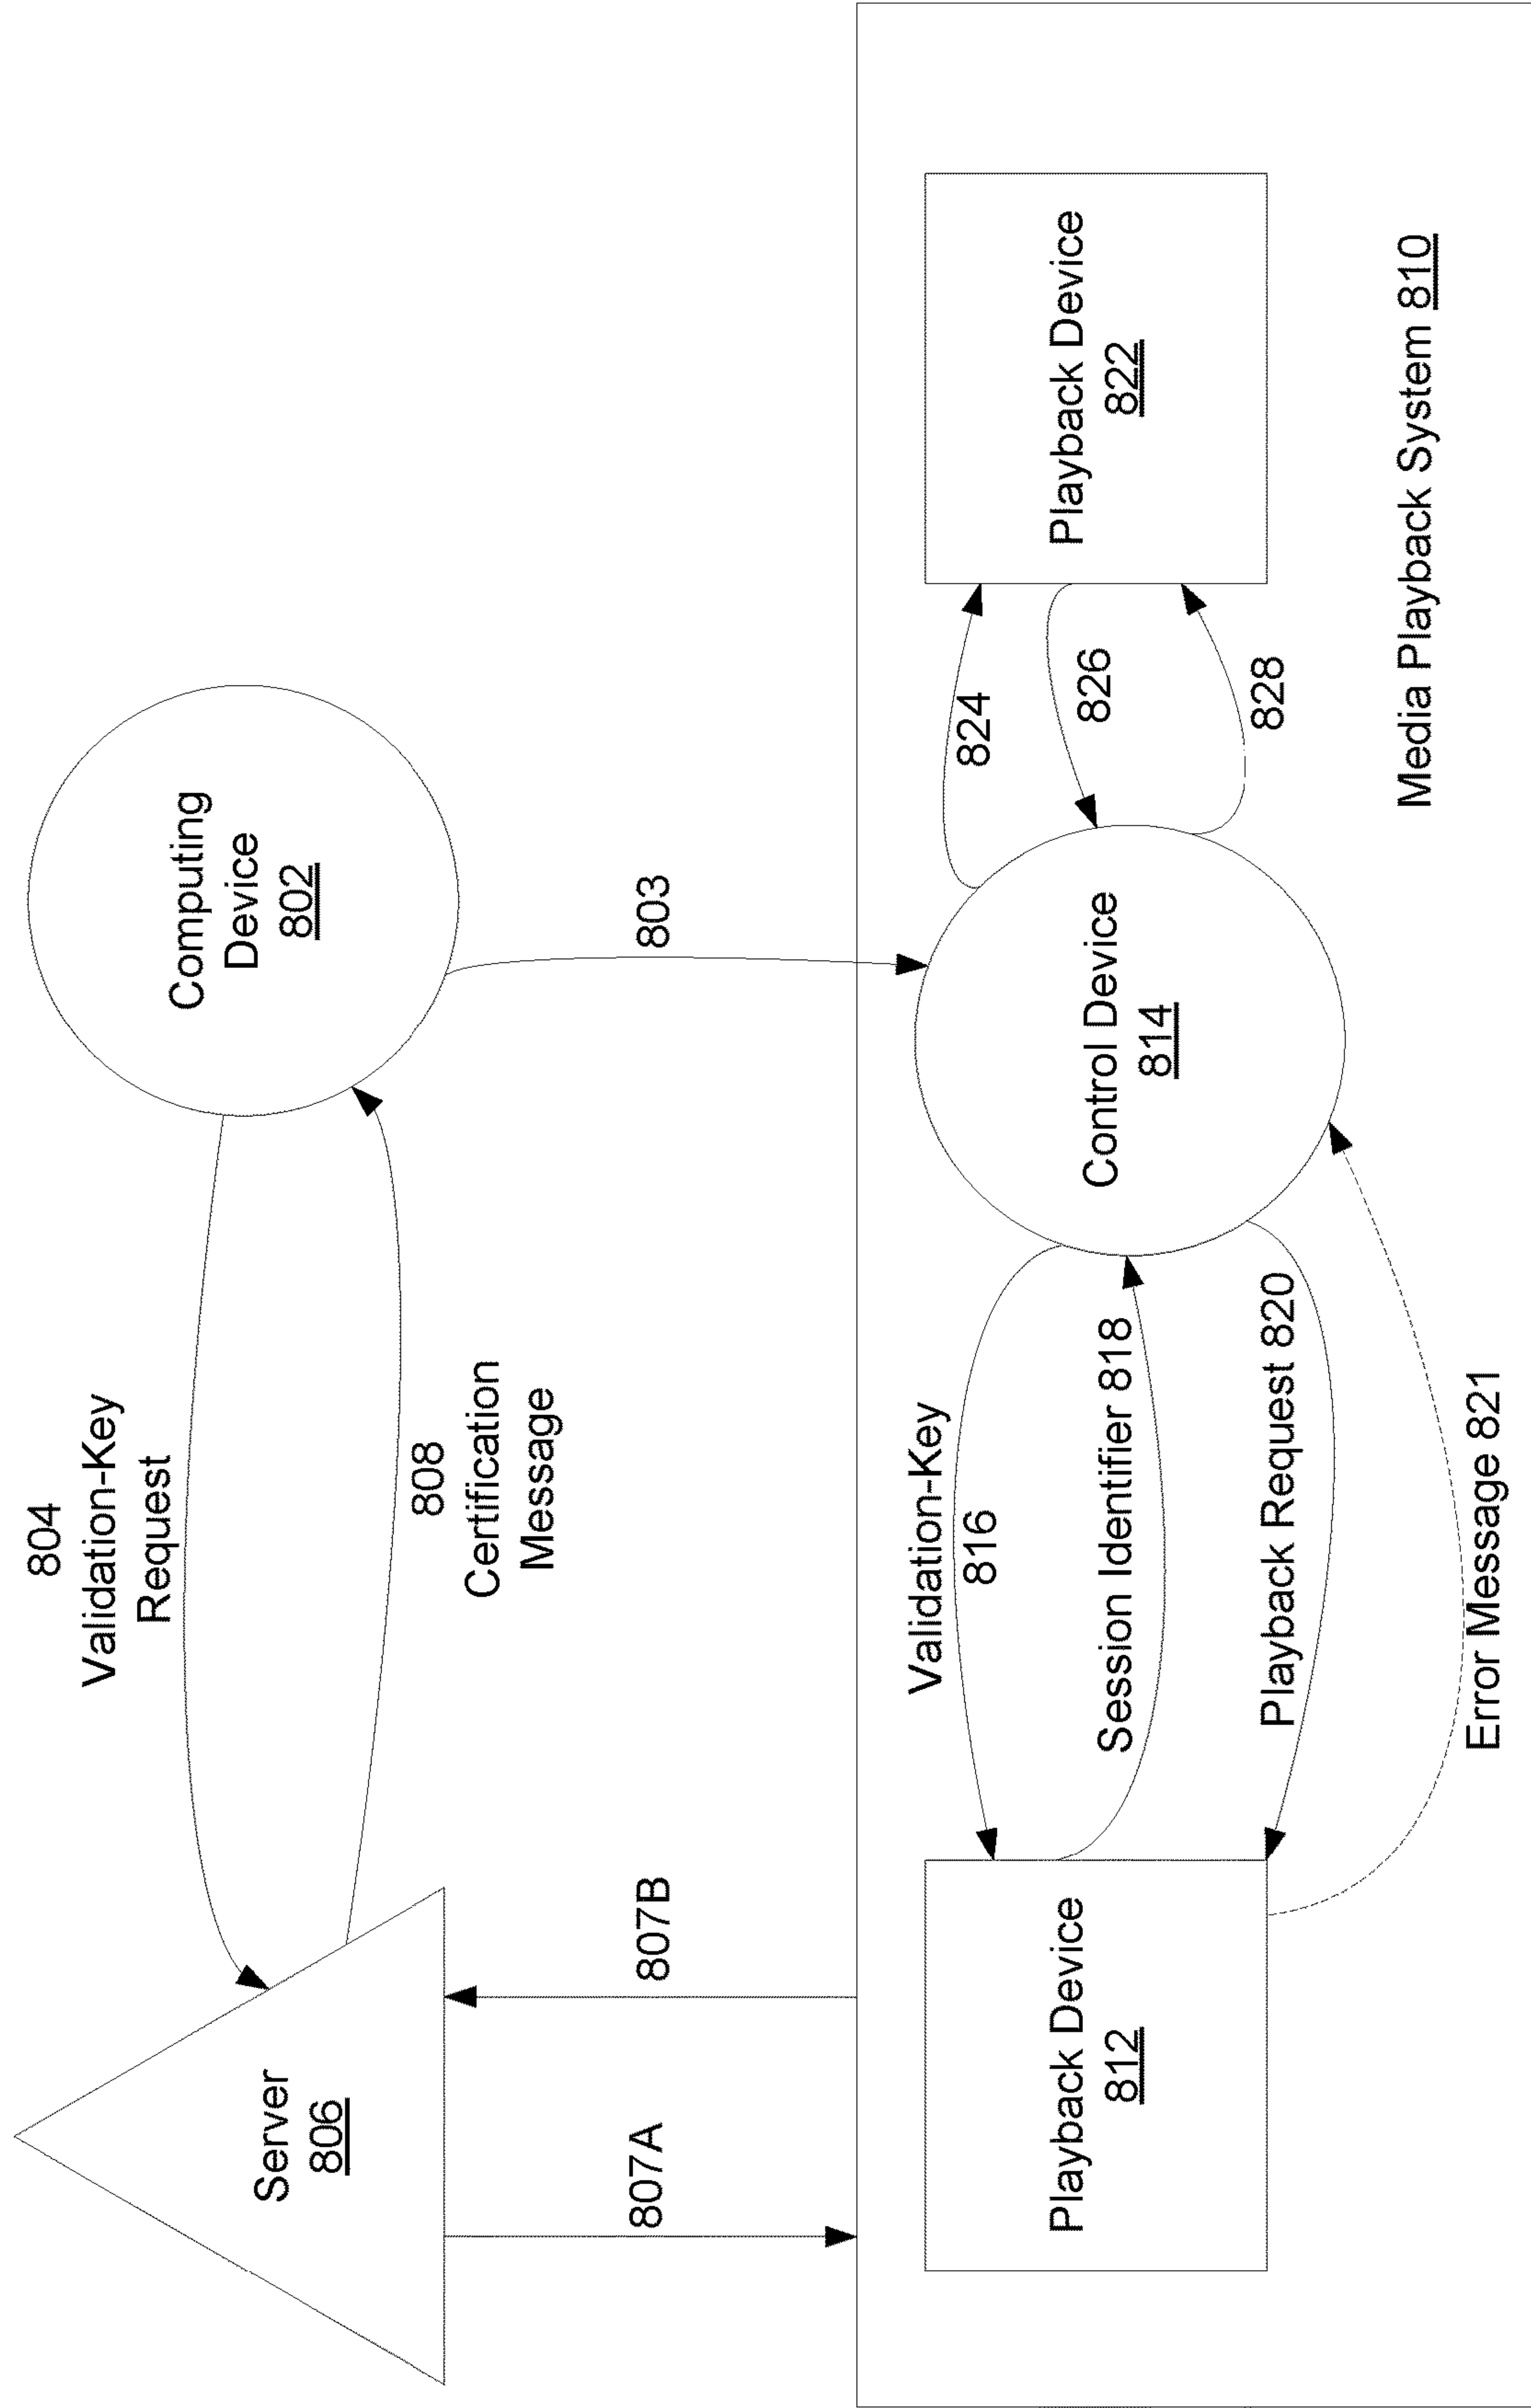 804
Validation-Key
Request
Computing
Device
802
Server
806
808
Certification
Message
807A
807B
803
Validation-Key
816
824
Playback Device
812
Session Identifier 818
Control Device
814
826
Playback Device
822
Playback Request 820
828
Error Message 821
Media Playback System 810